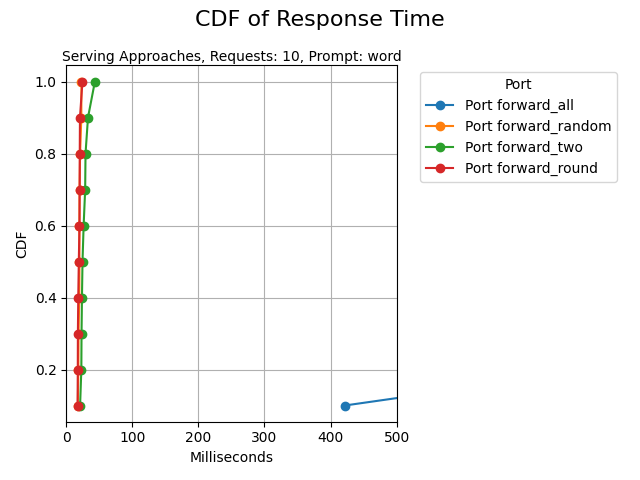 CDF of Response Time
Serving Approaches, Requests: 10, Prompt: word
Port
Port forward_all
Port forward_random
Port forward_two
Port forward_round
CDF
1.0
0.8
0.6
0.4
0.2
0 100 200 300 400 500
Milliseconds